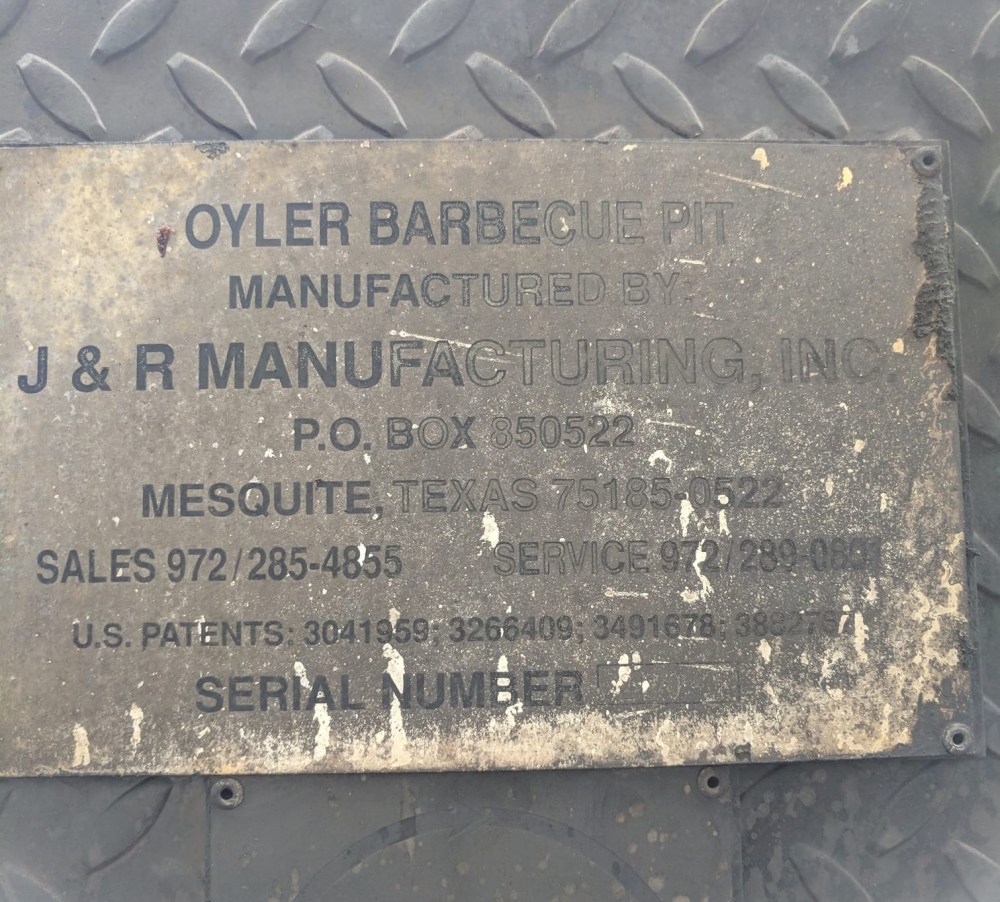 OYLER BARBECUE PIT
MANUFACTURED BY
J & R MANUFACTURING, INC.
P.O. BOX 850522
MESQUITE, TEXAS 75185-0522
SALES 972/285-4855 SERVICE
U.S. PATENTS: 3041959; 3266409; 3491678;
SERIAL NUMBER